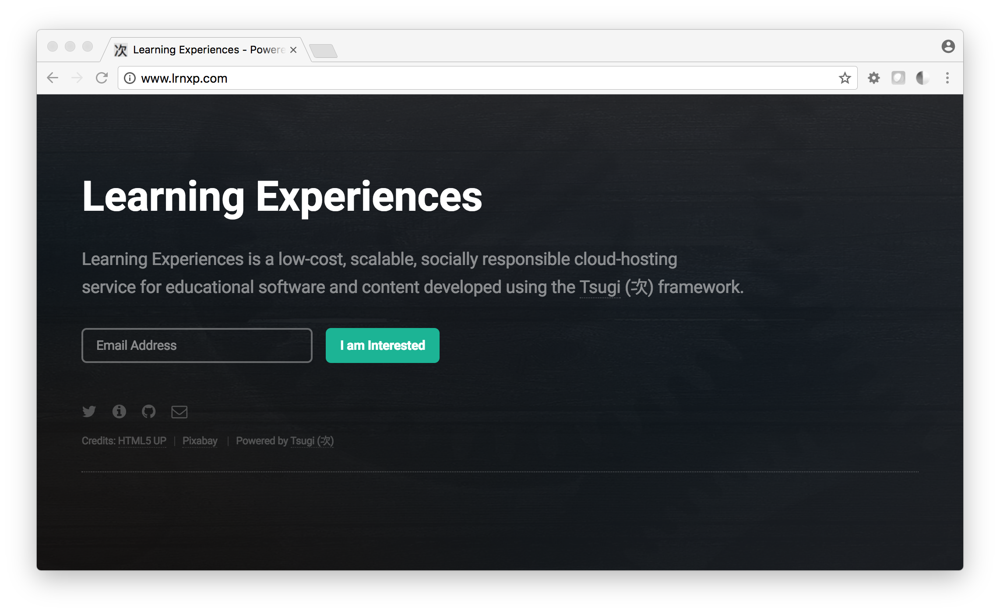 次 Learning Experiences - Powere
www.lrnxp.com
Learning Experiences
Learning Experiences is a low-cost, scalable, socially responsible cloud-hosting
service for educational software and content developed using the Tsugi (次) framework.
Email Address
I am Interested
Credits: HTML5 UP | Pixabay | Powered by Tsugi (次)